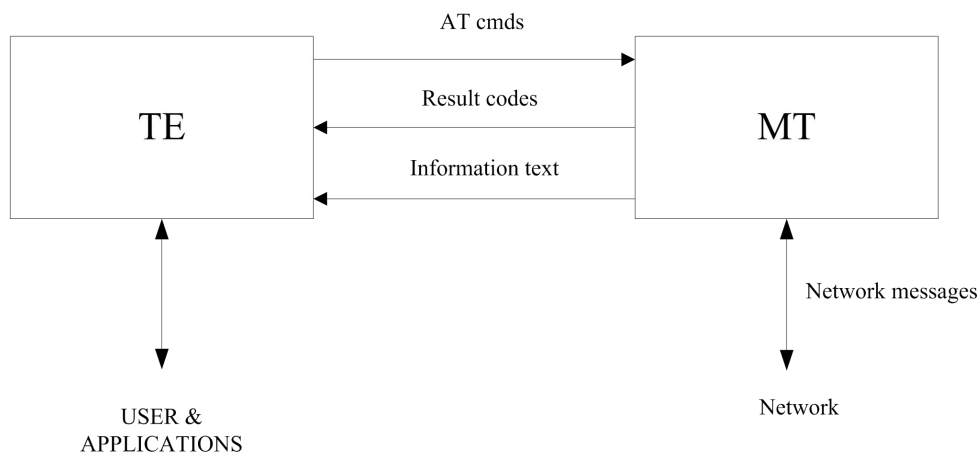 AT cmds
TE
Result codes
MT
Information text
Network messages
USER &
APPLICATIONS
Network